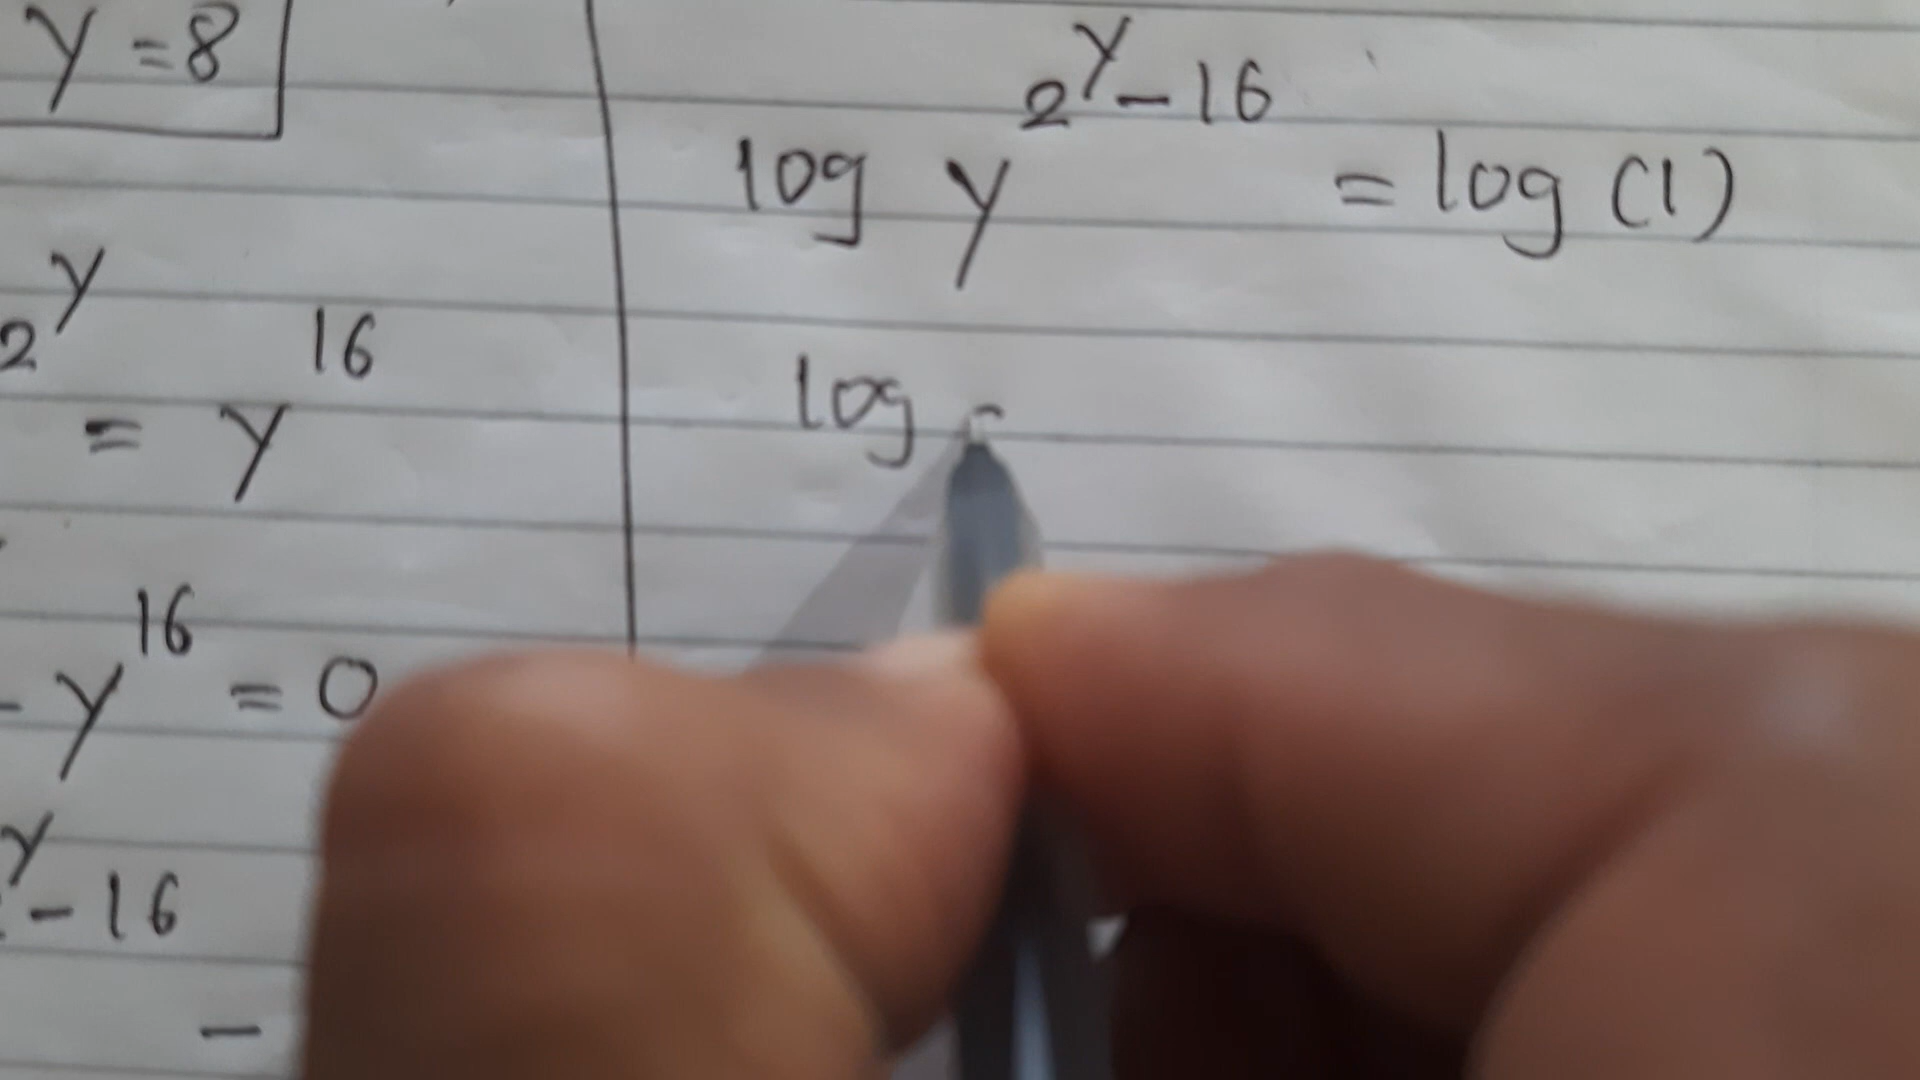 y = 8
2^y
= y^16
- y^16 = 0
y - 16
-
log y^(2^y - 16) = log (1)
log